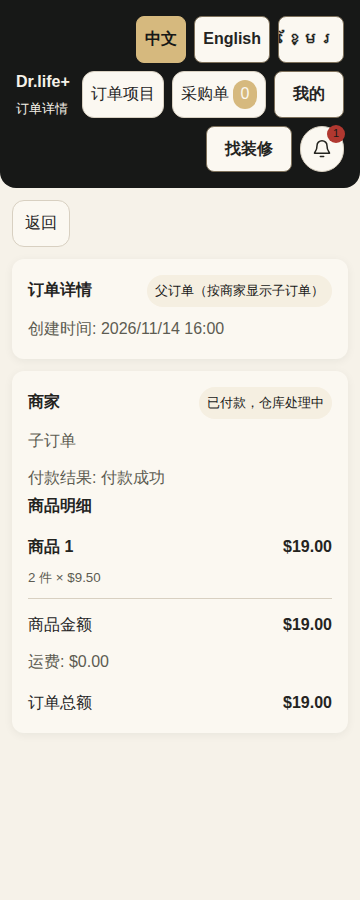 中文 English ខ្មែរ
Dr.life+
订单详情
订单项目 采购单 0 我的
找装修 1
返回
订单详情 父订单（按商家显示子订单）
创建时间: 2026/11/14 16:00
商家 已付款，仓库处理中
子订单
付款结果: 付款成功
商品明细
商品 1 $19.00
2 件 × $9.50
商品金额 $19.00
运费: $0.00
订单总额 $19.00